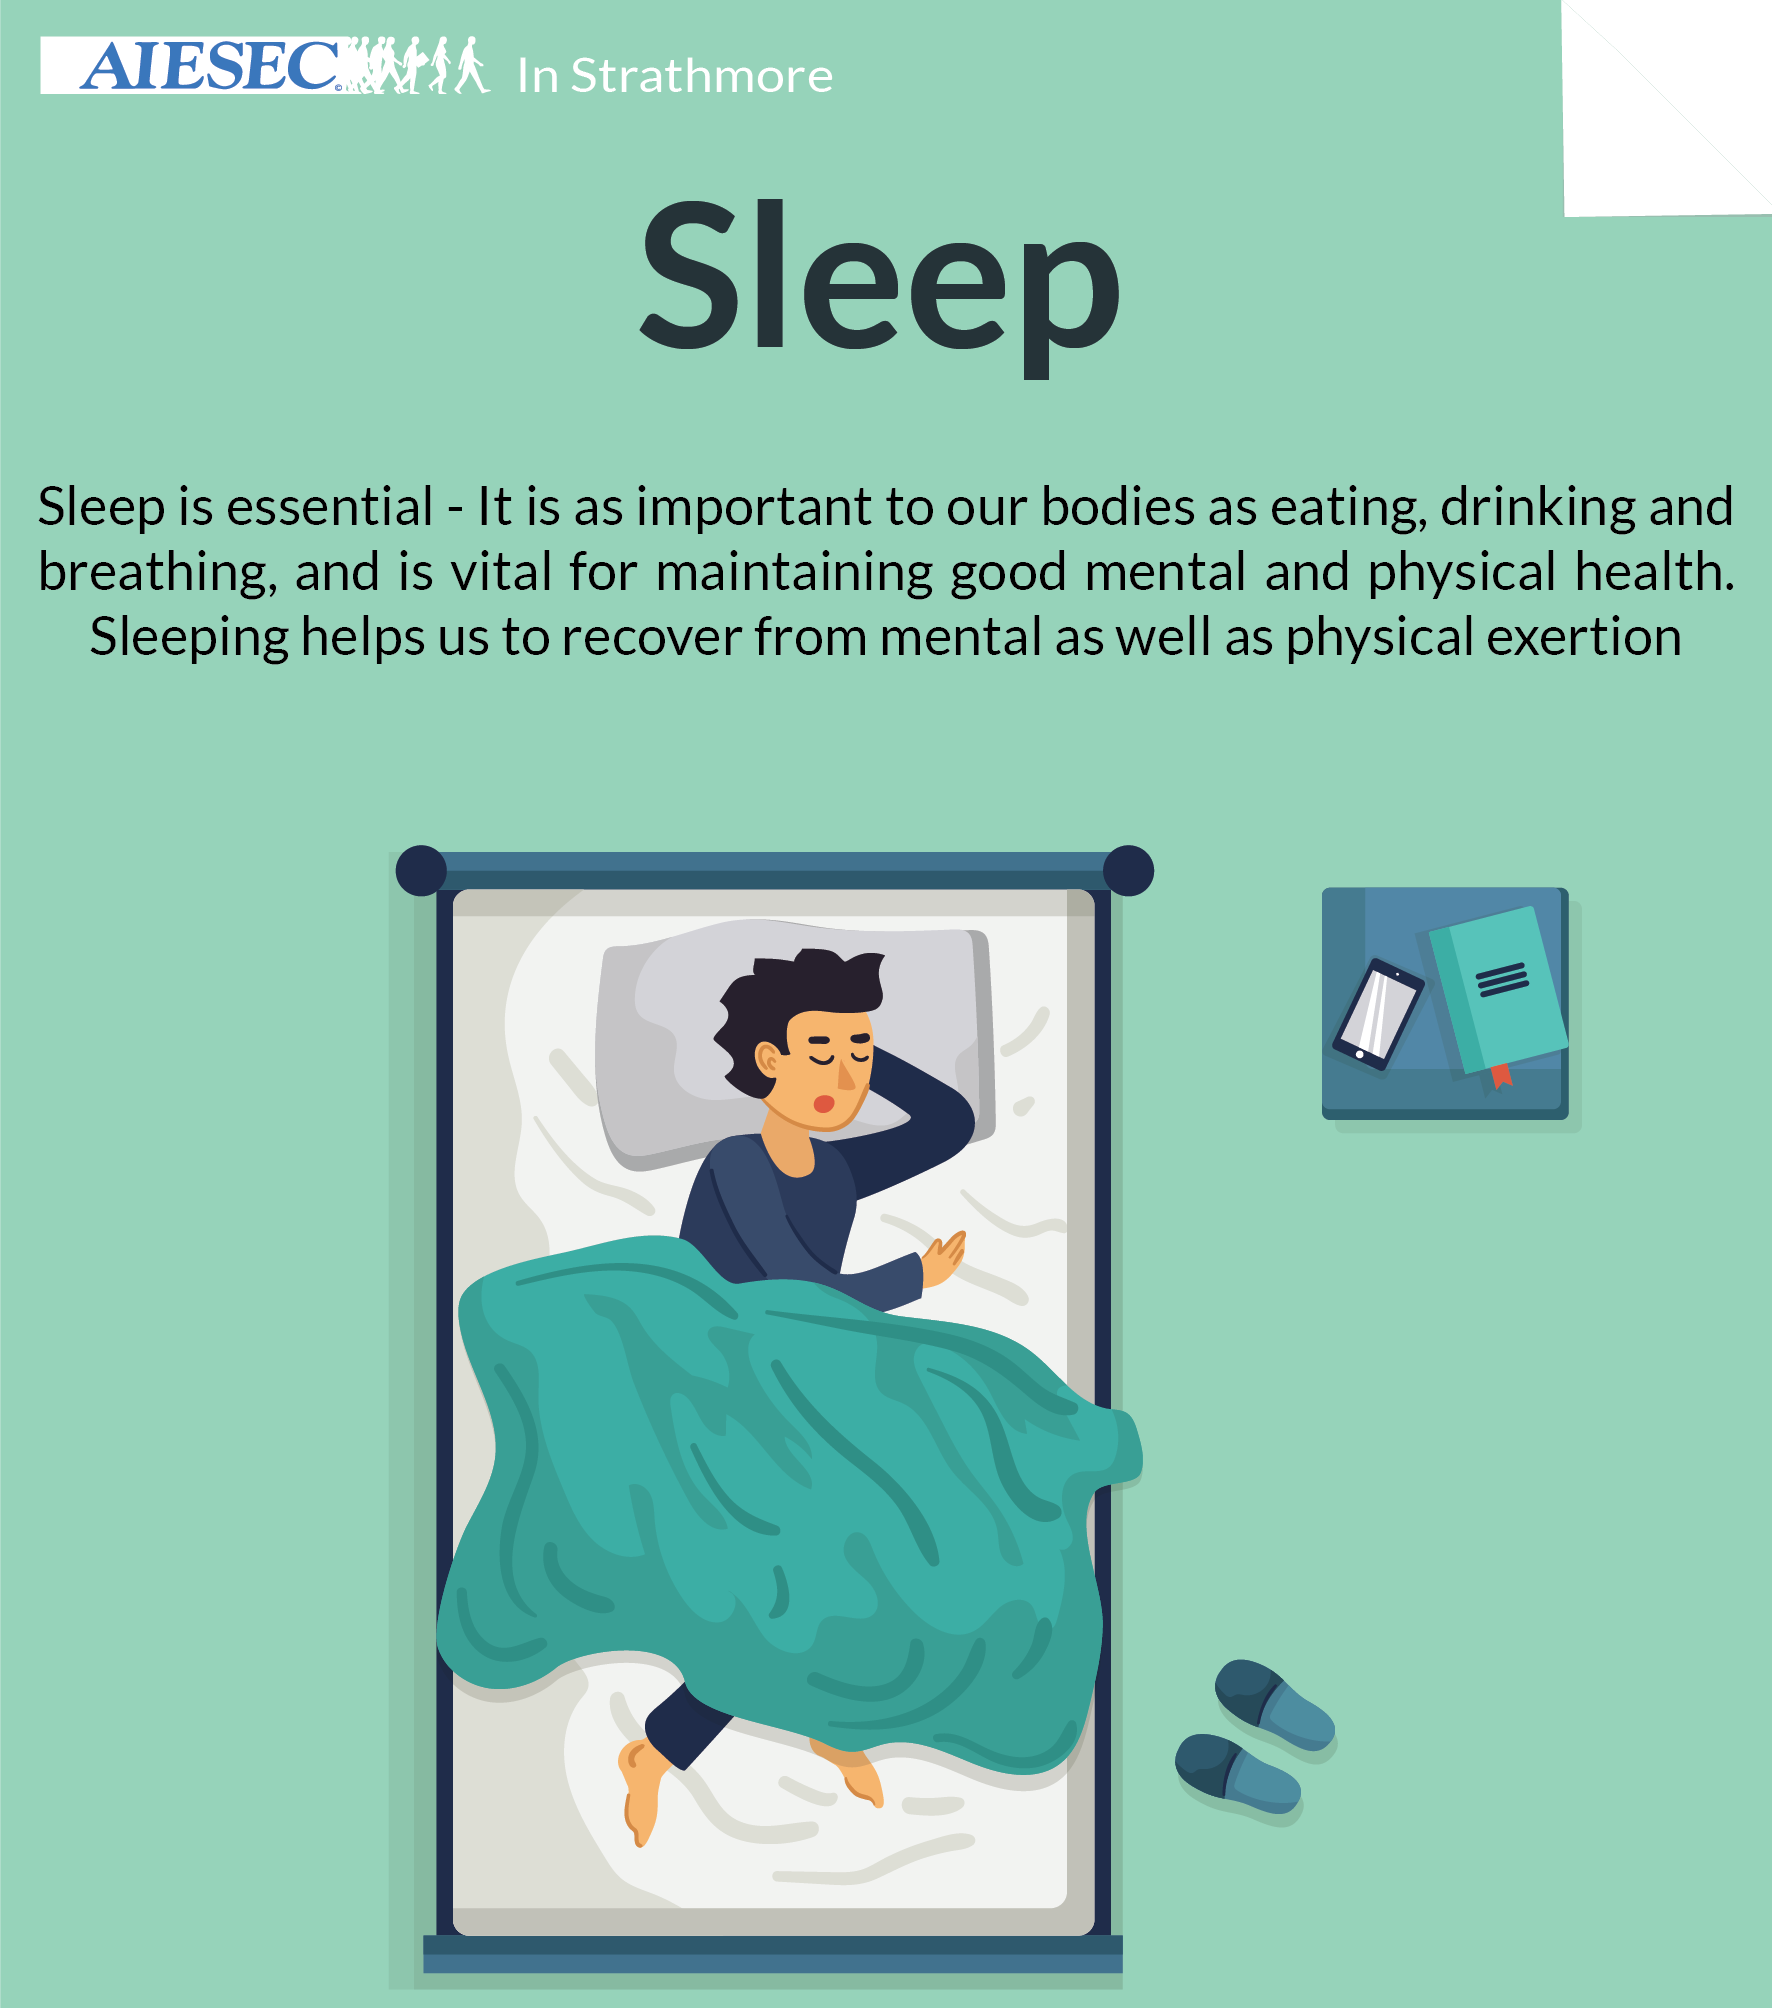 AIESEC
In Strathmore
Sleep
Sleep is essential - It is as important to our bodies as eating, drinking and
breathing, and is vital for maintaining good mental and physical health.
Sleeping helps us to recover from mental as well as physical exertion